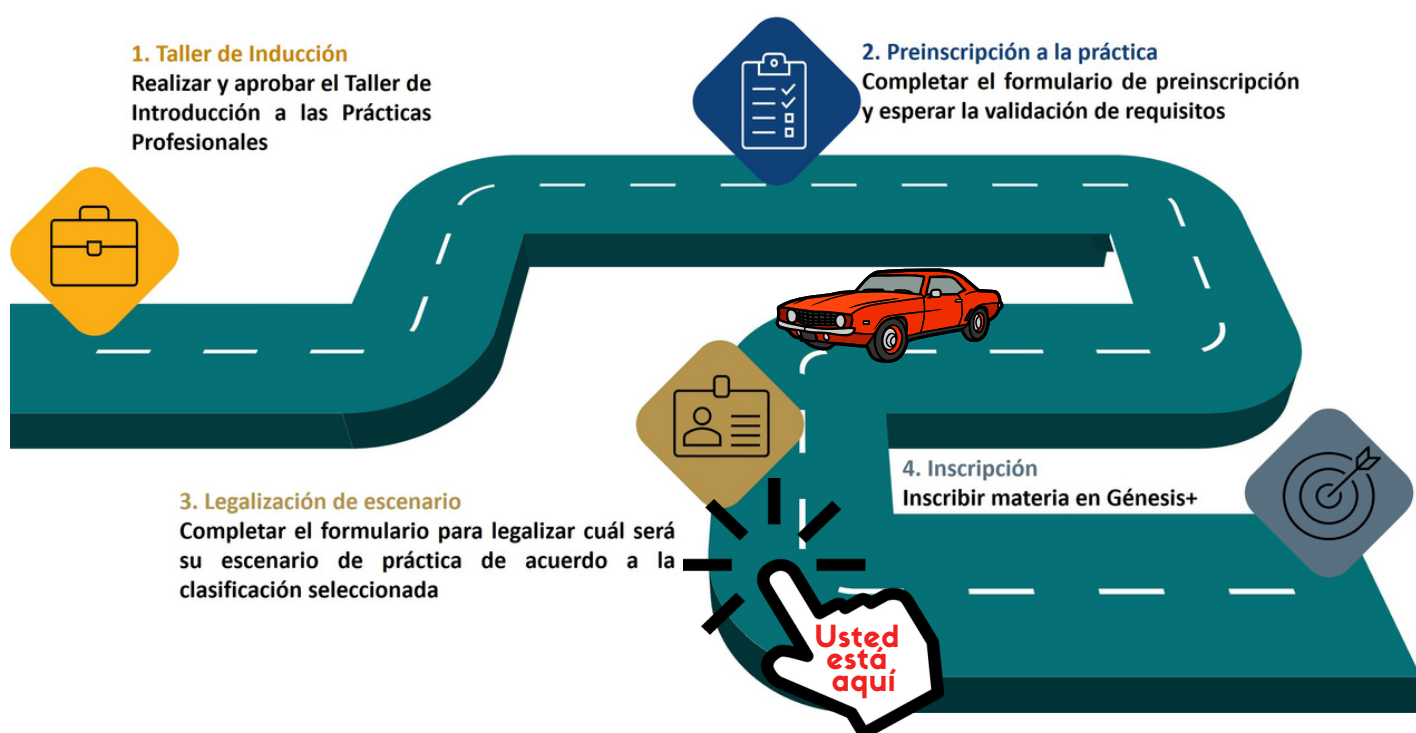 1. Taller de Inducción
Realizar y aprobar el Taller de
Introducción a las Prácticas
Profesionales
2. Preinscripción a la práctica
Completar el formulario de preinscripción
y esperar la validación de requisitos
3. Legalización de escenario
Completar el formulario para legalizar cuál será
su escenario de práctica de acuerdo a la
clasificación seleccionada
4. Inscripción
Inscribir materia en Génesis+
Usted
está
aquí